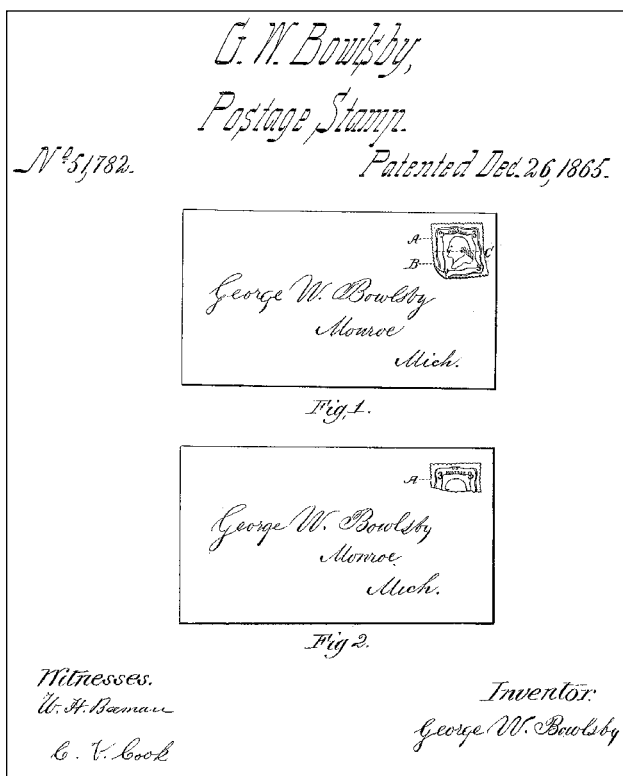 G. W. Bowlsby,
Postage Stamp.
No 51,782. Patented Dec. 26, 1865.
A
C
B
George W. Bowlsby
Monroe
Mich.
Fig. 1.
A
George W. Bowlsby
Monroe.
Mich.
Fig 2.
Witnesses.
W. H. Beeman
C. V. Cook
Inventor.
George W. Bowlsby